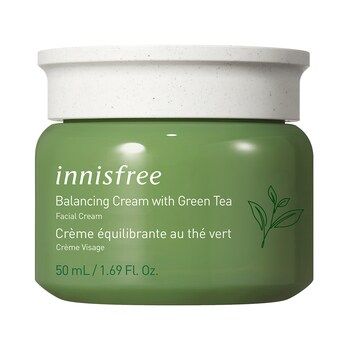 innisfree
Balancing Cream with Green Tea
Facial Cream
Crème équilibrante au thé vert
Crème Visage
50 mL / 1.69 Fl. Oz.